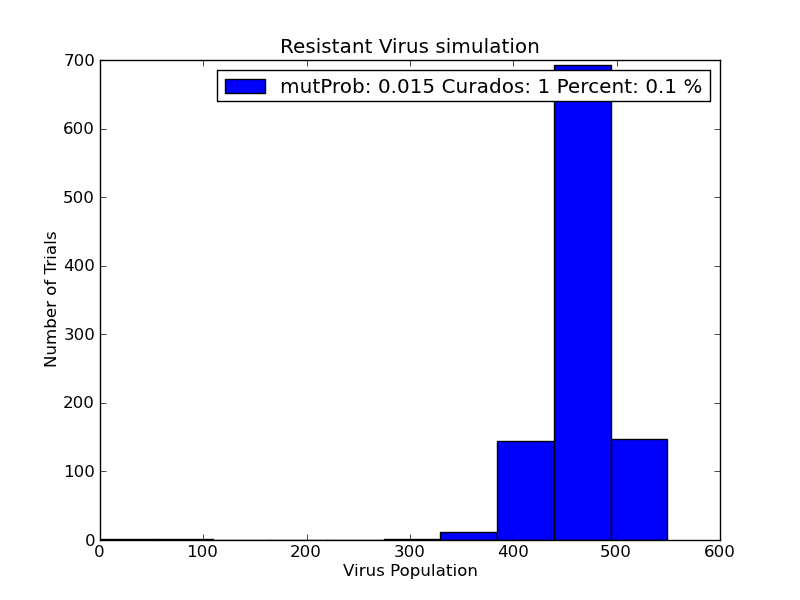 Resistant Virus simulation
mutProb: 0.015 Curados: 1 Percent: 0.1 %
700
600
500
400
300
200
100
0
Number of Trials
0 100 200 300 400 500 600
Virus Population